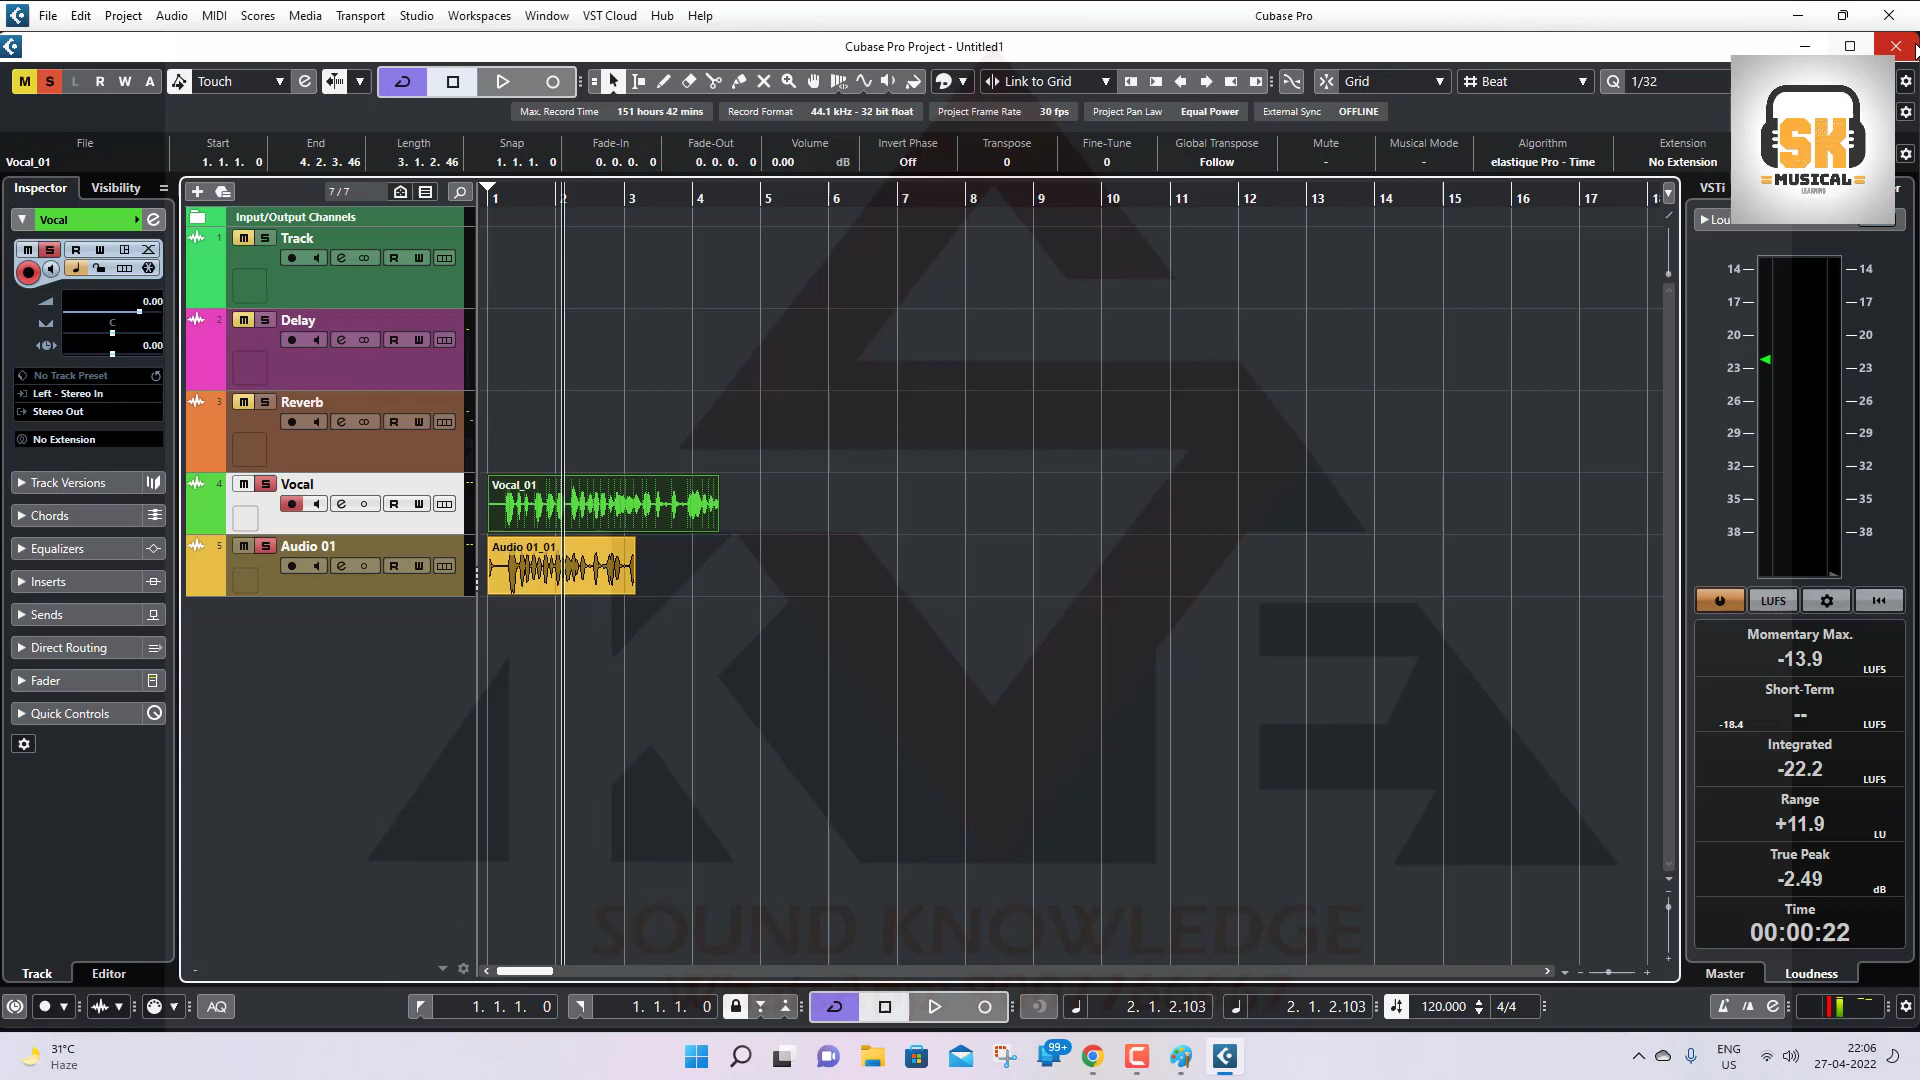 File Edit Project Audio MIDI Scores Media Transport Studio Workspaces Window VST Cloud Hub Help Cubase Pro
Cubase Pro Project - Untitled1
M S L R W A Touch Link to Grid Grid Beat Q 1/32
Max. Record Time 151 hours 42 mins Record Format 44.1 kHz - 32 bit float Project Frame Rate 30 fps Project Pan Law Equal Power External Sync OFFLINE
File Start End Length Snap Fade-In Fade-Out Volume Invert Phase Transpose Fine-Tune Global Transpose Mute Musical Mode Algorithm Extension
Vocal_01 1. 1. 1. 0 4. 2. 3. 46 3. 1. 2. 46 1. 1. 1. 0 0. 0. 0. 0 0. 0. 0. 0 0.00 dB Off 0 0 Follow - - elastique Pro - Time No Extension
SK
MUSICAL
LEARNING
Inspector Visibility 7 / 7 1 2 3 4 5 6 7 8 9 10 11 12 13 14 15 16 17 VSTi
Vocal Input/Output Channels Lou
1 m S Track
R W
M S R W
0.00
C
0.00
2 m S Delay
R W
No Track Preset
Left - Stereo In
Stereo Out
No Extension
3 m S Reverb
R W
4 m S Vocal
R W
Vocal_01
5 m S Audio 01
R W
Audio 01_01
Track Versions
Chords
Equalizers
Inserts
Sends
Direct Routing
Fader
Quick Controls
14 14
17 17
20 20
23 23
26 26
29 29
32 32
35 35
38 38
LUFS
Momentary Max.
-13.9 LUFS
Short-Term
-18.4 -- LUFS
Integrated
-22.2 LUFS
Range
+11.9 LU
True Peak
-2.49 dB
Time
00:00:22
SOUND KNOWLEDGE
Track Editor Master Loudness
AQ 1. 1. 1. 0 1. 1. 1. 0 2. 1. 2.103 2. 1. 2.103 120.000 4/4
31°C
Haze
99+
ENG
US
22:06
27-04-2022